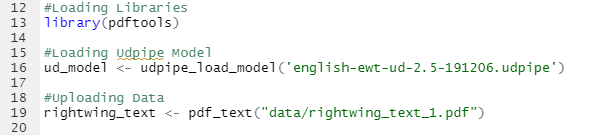 12 #Loading Libraries
13 library(pdftools)
14
15 #Loading Udpipe Model
16 ud_model <- udpipe_load_model('english-ewt-ud-2.5-191206.udpipe')
17
18 #Uploading Data
19 rightwing_text <- pdf_text("data/rightwing_text_1.pdf")
20